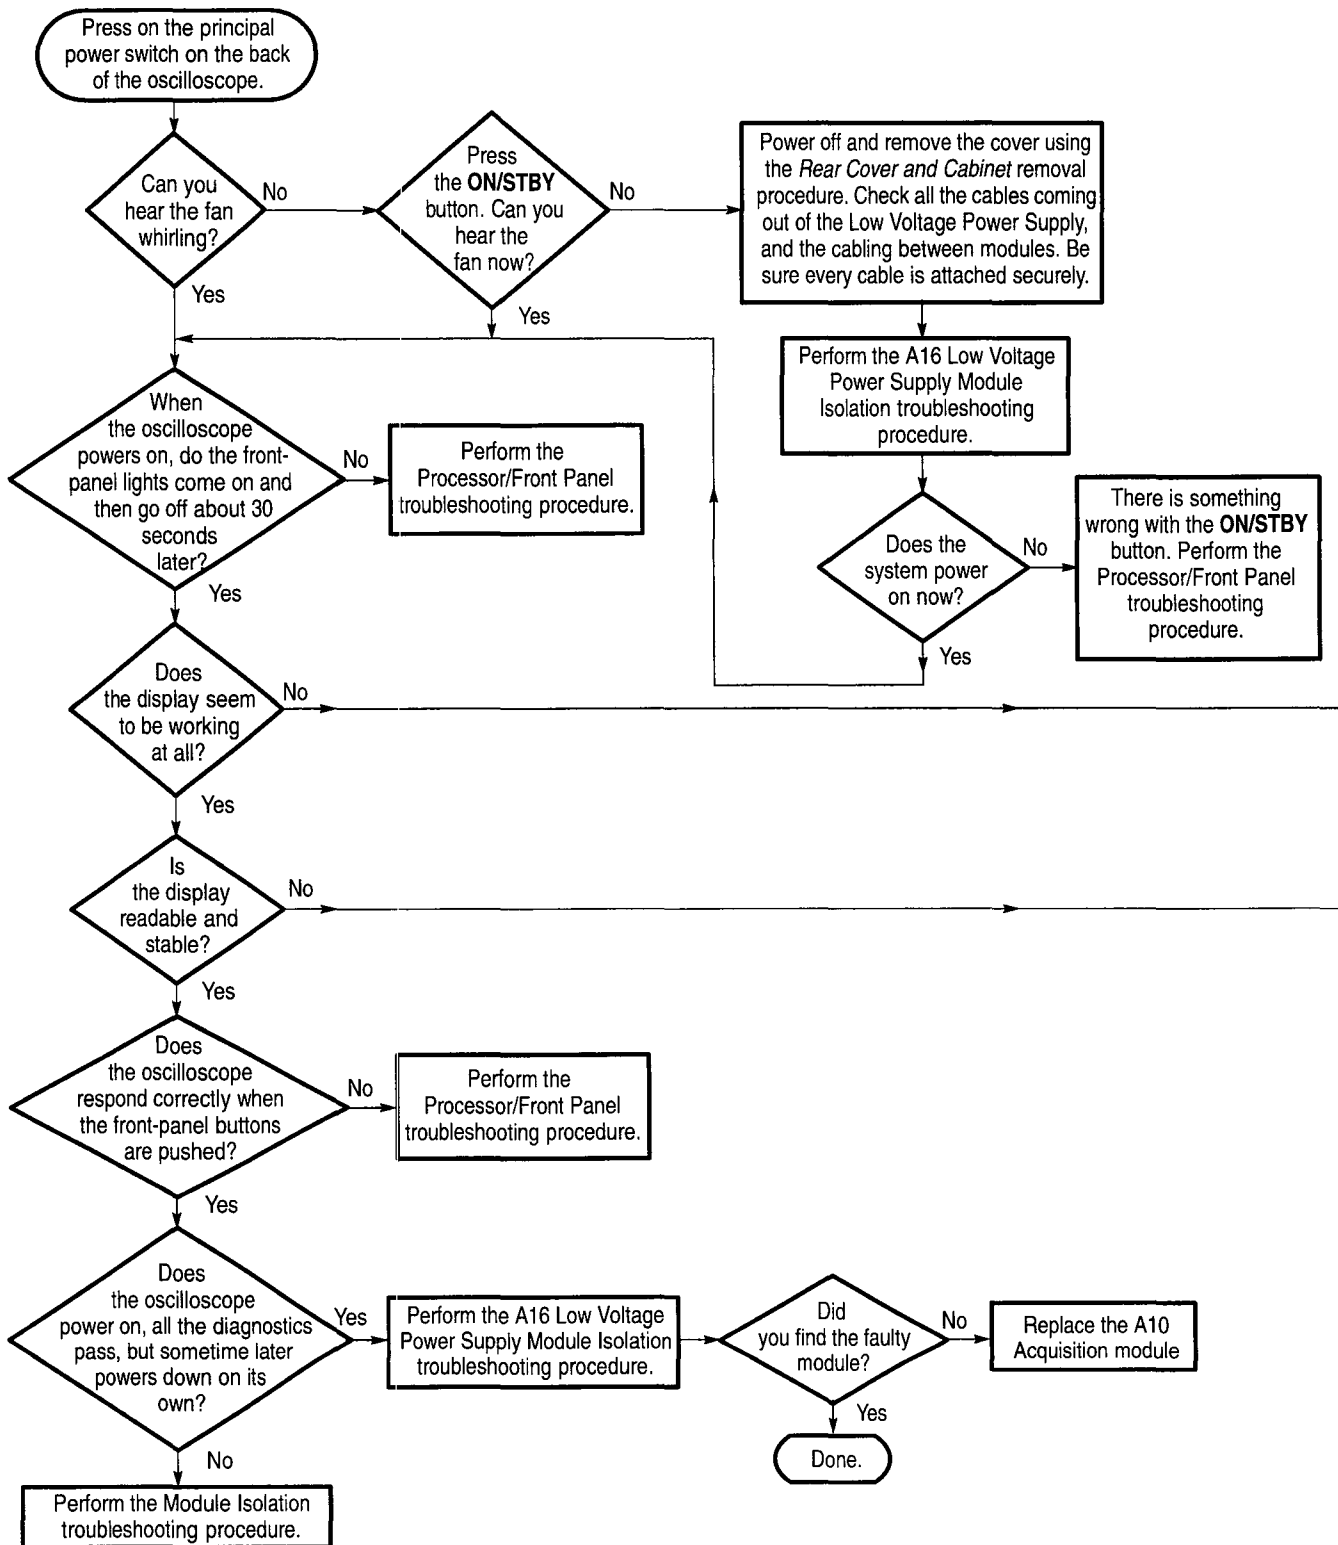 Press on the principal
power switch on the back
of the oscilloscope.
Can you
hear the fan
whirling?
No
Yes
Press
the ON/STBY
button. Can you
hear the
fan now?
No
Yes
Power off and remove the cover using
the Rear Cover and Cabinet removal
procedure. Check all the cables coming
out of the Low Voltage Power Supply,
and the cabling between modules. Be
sure every cable is attached securely.
Perform the A16 Low Voltage
Power Supply Module
Isolation troubleshooting
procedure.
Does the
system power
on now?
No
Yes
There is something
wrong with the ON/STBY
button. Perform the
Processor/Front Panel
troubleshooting
procedure.
When
the oscilloscope
powers on, do the front-
panel lights come on and
then go off about 30
seconds
later?
No
Yes
Perform the
Processor/Front Panel
troubleshooting procedure.
Does
the display seem
to be working
at all?
No
Yes
Is
the display
readable and
stable?
No
Yes
Does
the oscilloscope
respond correctly when
the front-panel buttons
are pushed?
No
Yes
Perform the
Processor/Front Panel
troubleshooting procedure.
Does
the oscilloscope
power on, all the diagnostics
pass, but sometime later
powers down on its
own?
Yes
No
Perform the A16 Low Voltage
Power Supply Module Isolation
troubleshooting procedure.
Did
you find the faulty
module?
No
Yes
Replace the A10
Acquisition module
Done.
Perform the Module Isolation
troubleshooting procedure.